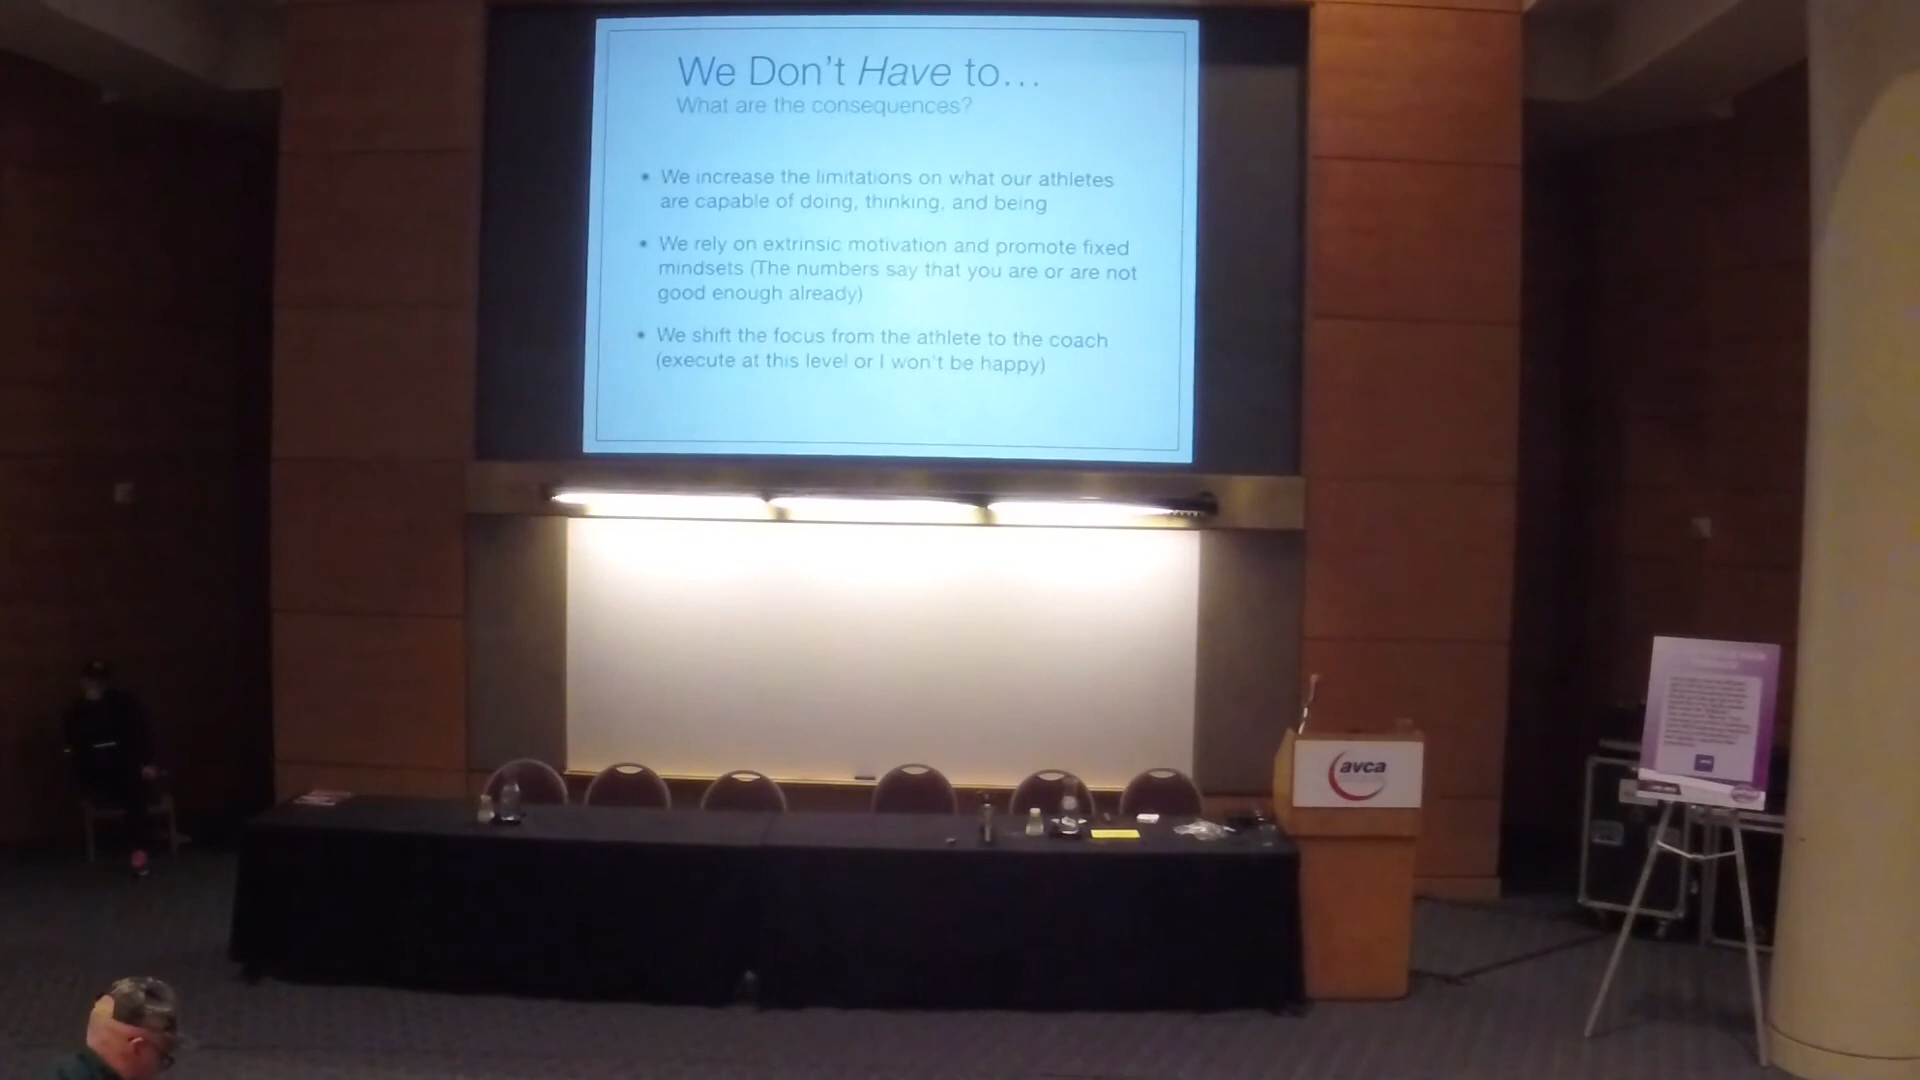 We Don't Have to...
What are the consequences?
• We increase the limitations on what our athletes
are capable of doing, thinking, and being
• We rely on extrinsic motivation and promote fixed
mindsets (The numbers say that you are or are not
good enough already)
• We shift the focus from the athlete to the coach
(execute at this level or I won't be happy)
avca